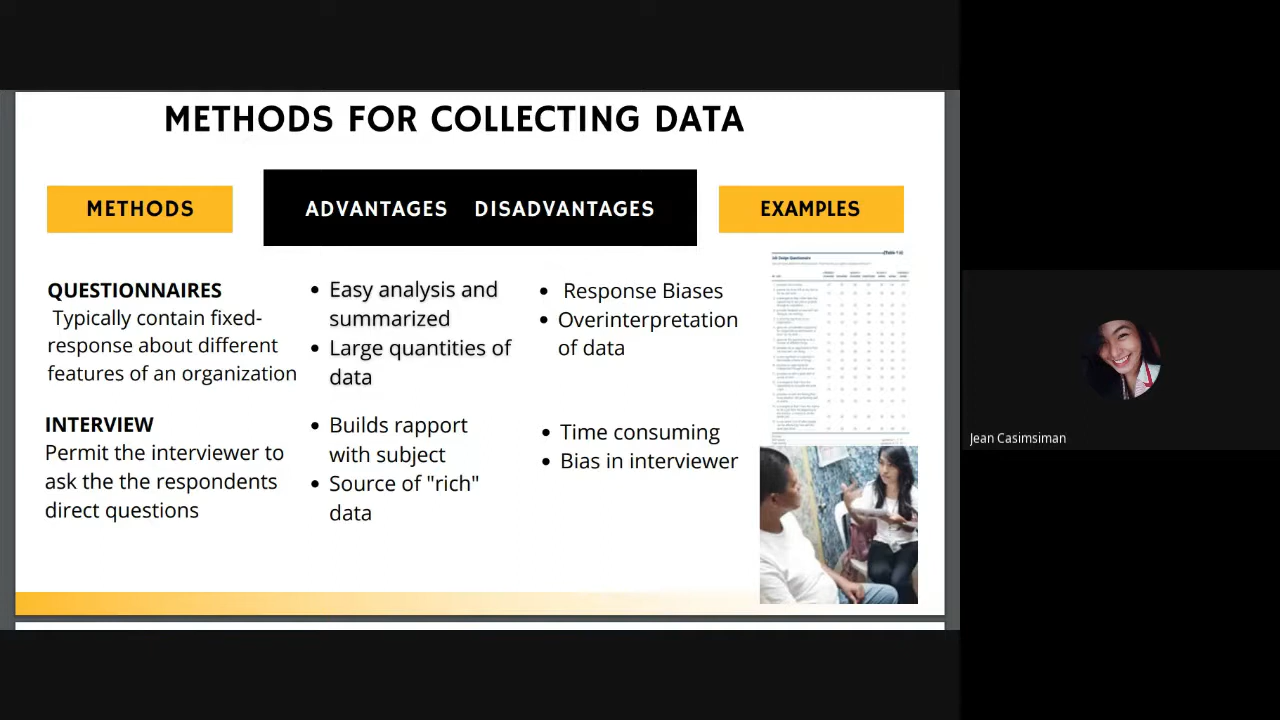 METHODS FOR COLLECTING DATA
METHODS
ADVANTAGES DISADVANTAGES
EXAMPLES
QUESTIONNAIRES
Typically contain fixed-
response about different
features of an organization
Easy analyzed and
summarized
Large quantities of
data
Response Biases
Overinterpretation
of data
INTERVIEW
Permit the interviewer to
ask the the respondents
direct questions
Builds rapport
with subject
Source of "rich"
data
Time consuming
Bias in interviewer
Jean Casimsiman